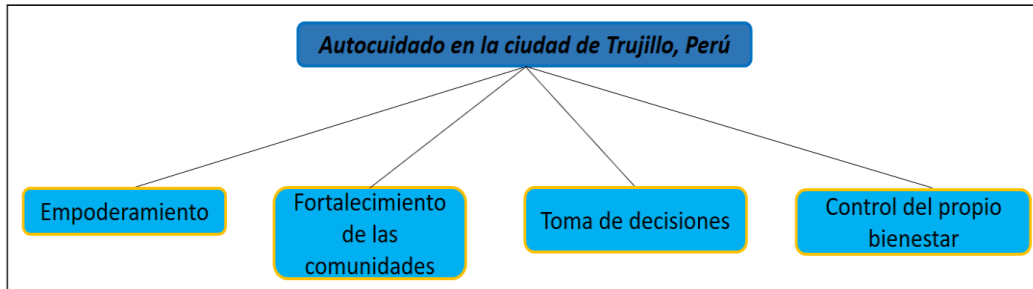 Autocuidado en la ciudad de Trujillo, Perú
Empoderamiento
Fortalecimiento
de las
comunidades
Toma de decisiones
Control del propio
bienestar